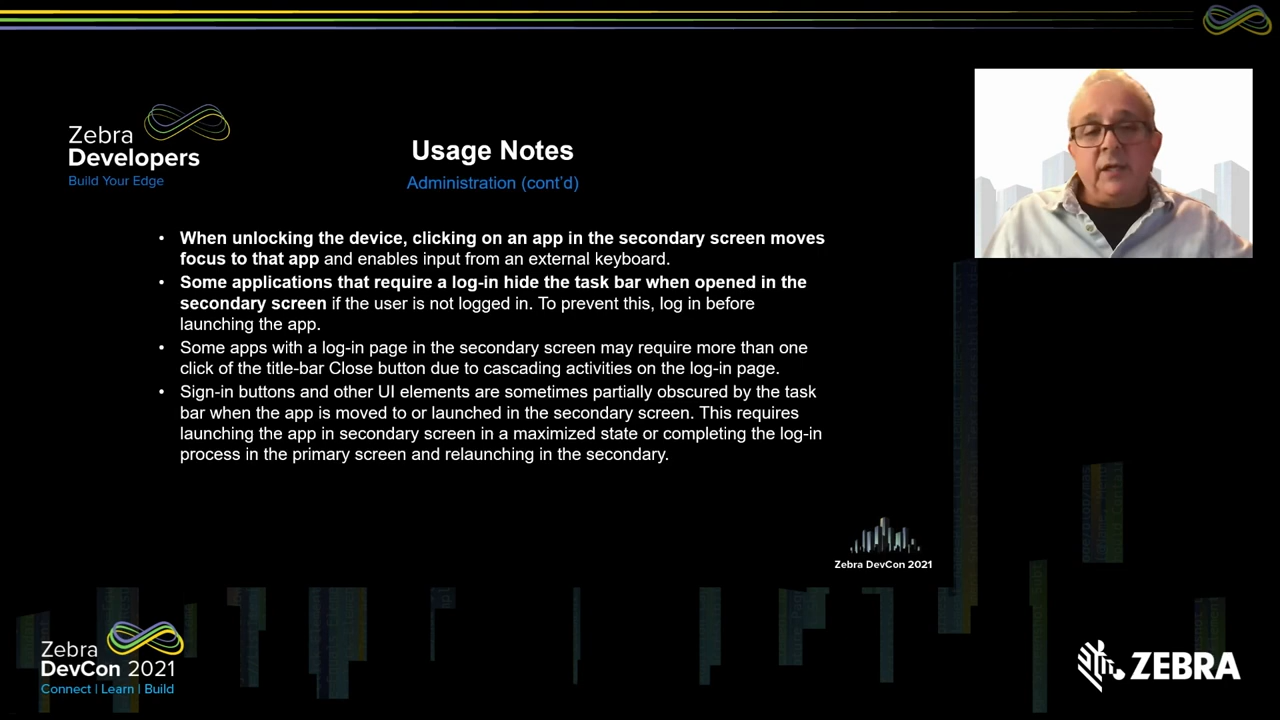 Zebra
Developers
Build Your Edge
Usage Notes
Administration (cont’d)
• When unlocking the device, clicking on an app in the secondary screen moves
focus to that app and enables input from an external keyboard.
• Some applications that require a log-in hide the task bar when opened in the
secondary screen if the user is not logged in. To prevent this, log in before
launching the app.
• Some apps with a log-in page in the secondary screen may require more than one
click of the title-bar Close button due to cascading activities on the log-in page.
• Sign-in buttons and other UI elements are sometimes partially obscured by the task
bar when the app is moved to or launched in the secondary screen. This requires
launching the app in secondary screen in a maximized state or completing the log-in
process in the primary screen and relaunching in the secondary.
Zebra DevCon 2021
Zebra
DevCon 2021
Connect | Learn | Build
ZEBRA